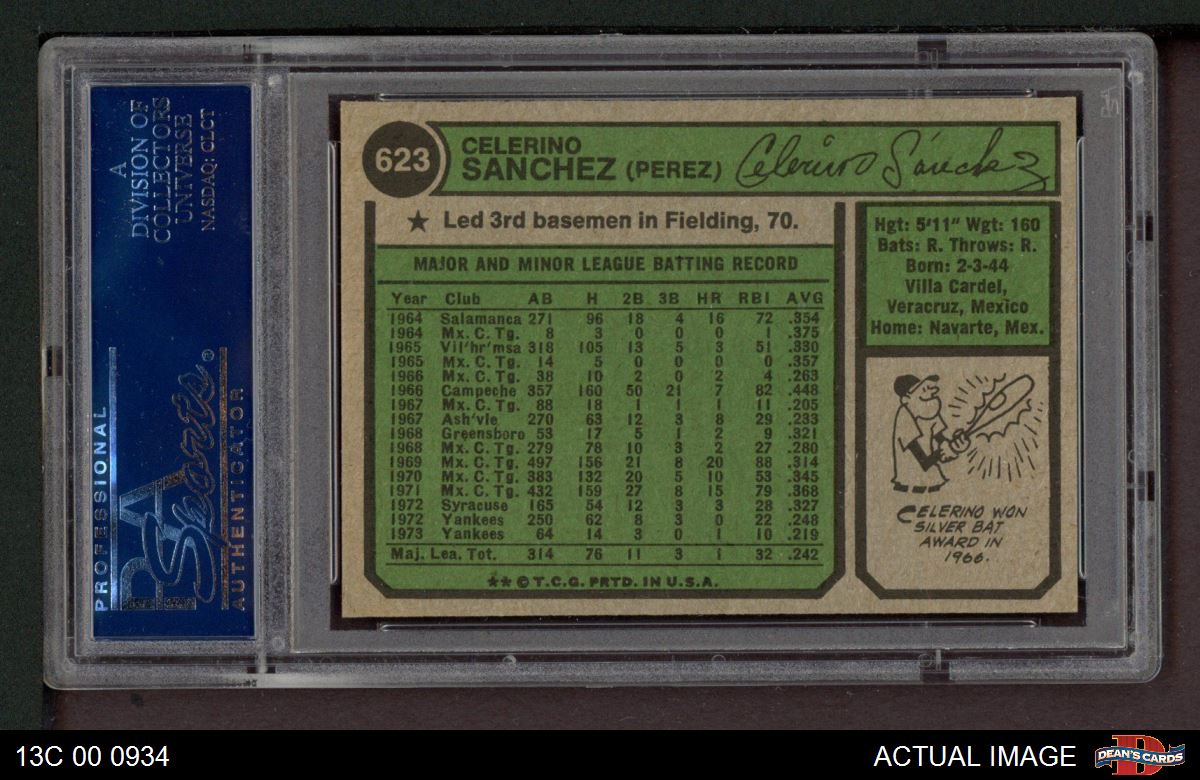 A
DIVISION OF
COLLECTORS
UNIVERSE
NASDAQ: CLCT
PROFESSIONAL
PSA
Sports®
AUTHENTICATOR
623
CELERINO
SANCHEZ (PEREZ)
Celerino Sánchez
★ Led 3rd basemen in Fielding, 70.
MAJOR AND MINOR LEAGUE BATTING RECORD
Year Club AB H 2B 3B HR RBI AVG
1964 Salamanca 271 96 18 4 16 72 .354
1964 Mx. C. Tg. 8 3 0 0 0 1 .375
1965 Vil'hr'msa 318 105 13 5 3 51 .330
1965 Mx. C. Tg. 14 5 0 0 0 0 .357
1966 Mx. C. Tg. 38 10 2 0 2 4 .263
1966 Campeche 357 160 50 21 7 82 .448
1967 Mx. C. Tg. 88 18 1 1 1 11 .205
1967 Ash'vle 270 63 12 3 8 29 .233
1968 Greensboro 53 17 5 1 2 9 .321
1968 Mx. C. Tg. 279 78 10 3 2 27 .280
1969 Mx. C. Tg. 497 156 21 8 20 88 .314
1970 Mx. C. Tg. 383 132 20 5 10 53 .345
1971 Mx. C. Tg. 432 159 27 8 15 79 .368
1972 Syracuse 165 54 12 3 3 28 .327
1972 Yankees 250 62 8 3 0 22 .248
1973 Yankees 64 14 3 0 1 10 .219
Maj. Lea. Tot. 314 76 11 3 1 32 .242
★★ © T.C.G. PRTD. IN U.S.A.
Hgt: 5'11" Wgt: 160
Bats: R. Throws: R.
Born: 2-3-44
Villa Cardel,
Veracruz, Mexico
Home: Navarte, Mex.
CELERINO WON
SILVER BAT
AWARD IN
1966.
13C 00 0934
ACTUAL IMAGE
DEAN'S CARDS